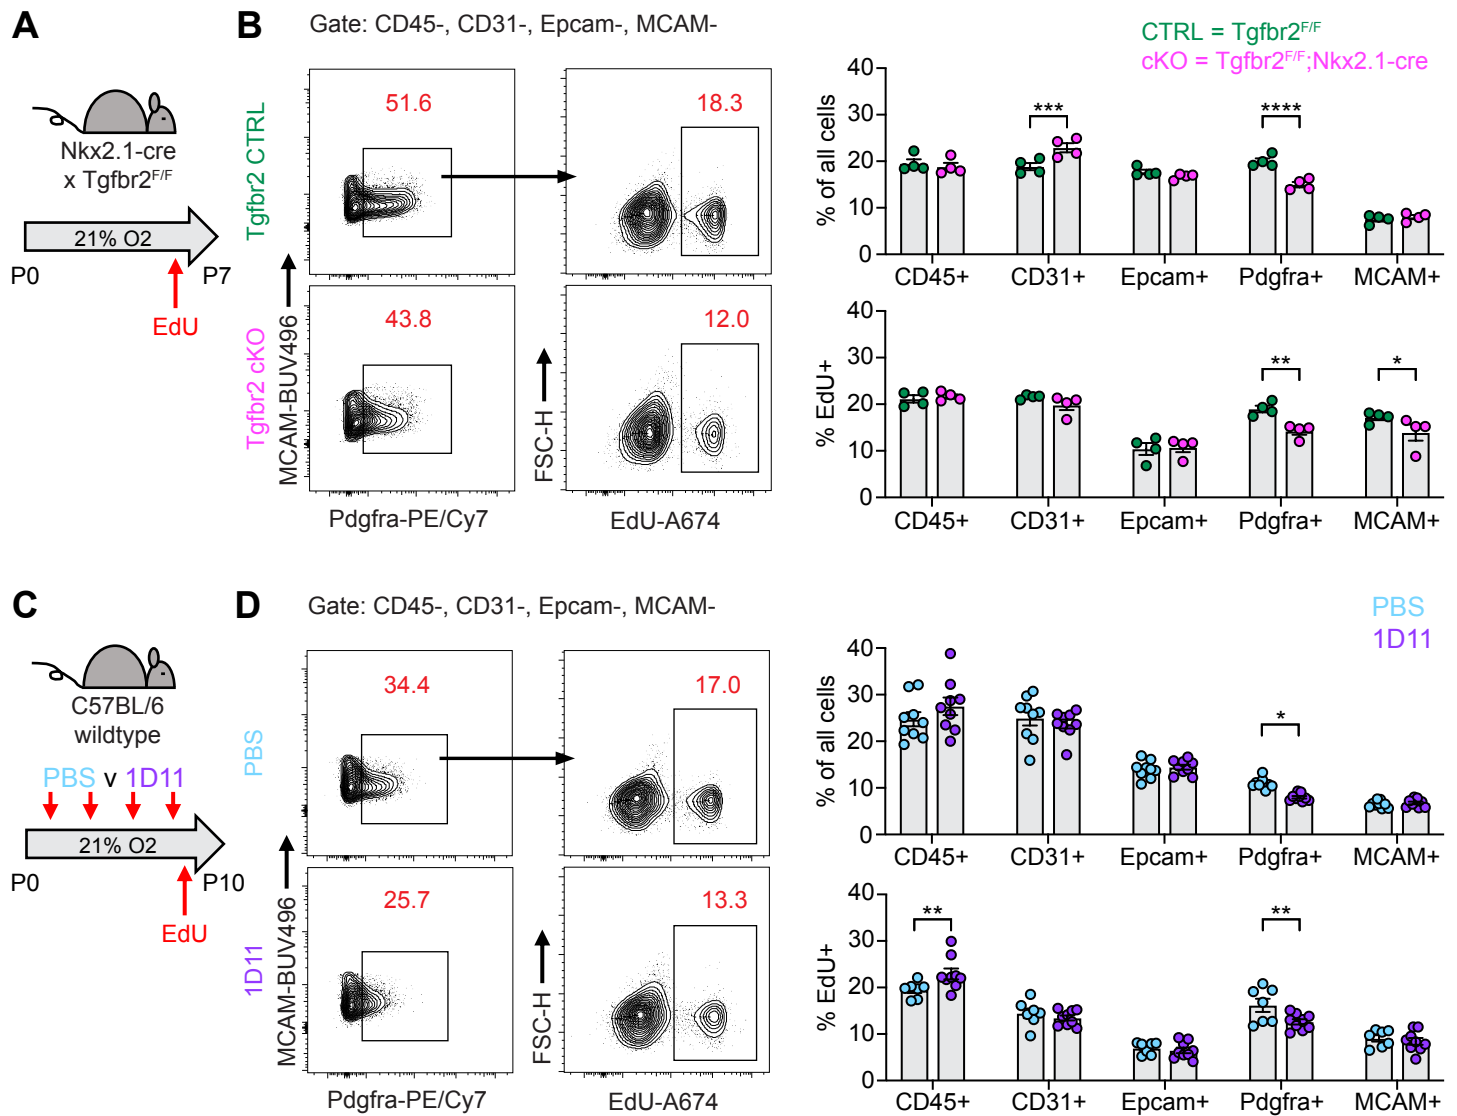 A
Nkx2.1-cre
x Tgfbr2F/F
21% O2
P0
P7
EdU
B
Gate: CD45-, CD31-, Epcam-, MCAM-
Tgfbr2 CTRL
51.6
18.3
Tgfbr2 cKO
MCAM-BUV496
43.8
FSC-H
12.0
Pdgfra-PE/Cy7
EdU-A674
CTRL = Tgfbr2F/F
cKO = Tgfbr2F/F;Nkx2.1-cre
% of all cells
40
30
20
10
0
***
****
CD45+
CD31+
Epcam+
Pdgfra+
MCAM+
% EdU+
40
30
20
10
0
**
*
CD45+
CD31+
Epcam+
Pdgfra+
MCAM+
C
C57BL/6
wildtype
PBS v 1D11
21% O2
P0
P10
EdU
D
Gate: CD45-, CD31-, Epcam-, MCAM-
PBS
34.4
17.0
1D11
MCAM-BUV496
25.7
FSC-H
13.3
Pdgfra-PE/Cy7
EdU-A674
PBS
1D11
% of all cells
40
30
20
10
0
*
CD45+
CD31+
Epcam+
Pdgfra+
MCAM+
% EdU+
40
30
20
10
0
**
**
CD45+
CD31+
Epcam+
Pdgfra+
MCAM+